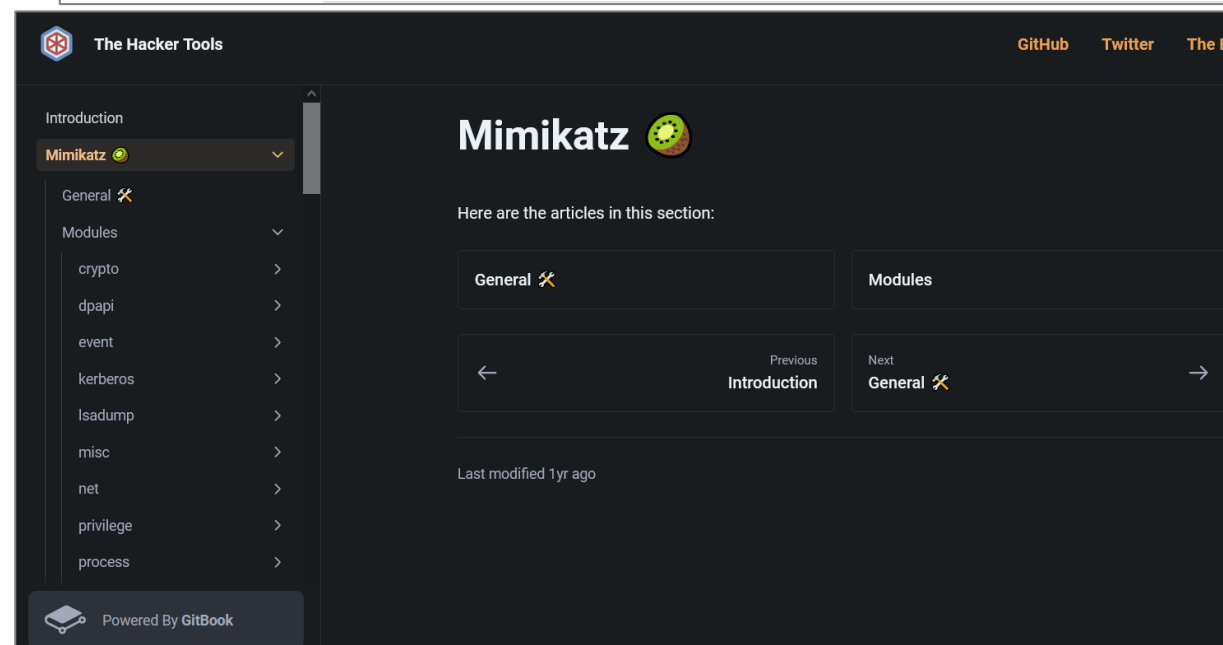 The Hacker Tools
GitHub Twitter The
Introduction
Mimikatz 🥝
General 🛠
Modules
crypto
dpapi
event
kerberos
lsadump
misc
net
privilege
process
Powered By GitBook
Mimikatz 🥝
Here are the articles in this section:
General 🛠
Modules
Previous
Introduction
Next
General 🛠
Last modified 1yr ago